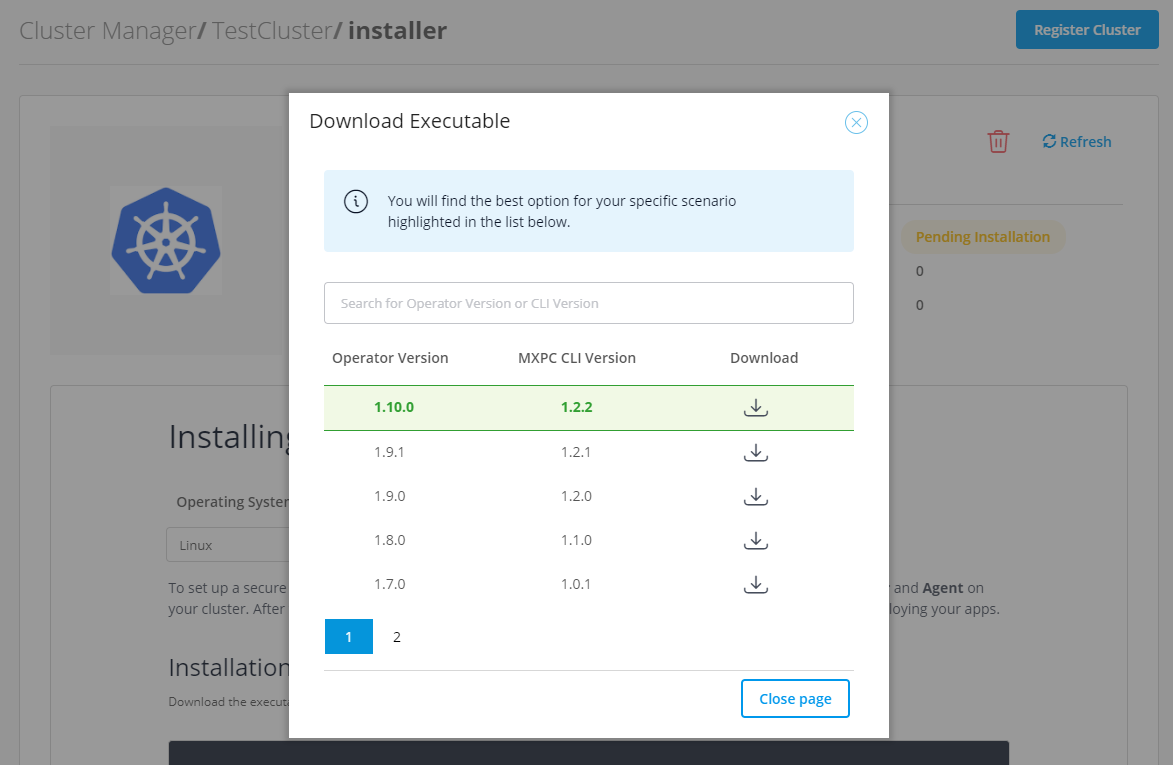 Cluster Manager/ TestCluster/ installer
Register Cluster
Download Executable
Refresh
You will find the best option for your specific scenario
highlighted in the list below.
Pending Installation
0
0
Search for Operator Version or CLI Version
Operator Version MXPC CLI Version Download
1.10.0 1.2.2
1.9.1 1.2.1
1.9.0 1.2.0
1.8.0 1.1.0
1.7.0 1.0.1
1 2
Close page
Installing
Operating System
Linux
To set up a secure
and Agent on
your cluster. After
loying your apps.
Installation
Download the execut